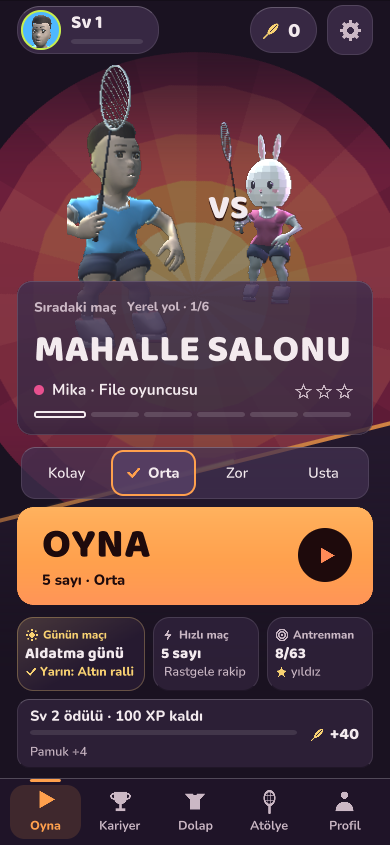 Sv 1
0
VS
Sıradaki maç Yerel yol · 1/6
MAHALLE SALONU
Mika · File oyuncusu
Kolay
Orta
Zor
Usta
OYNA
5 sayı · Orta
Günün maçı
Aldatma günü
Yarın: Altın ralli
Hızlı maç
5 sayı
Rastgele rakip
Antrenman
8/63
yıldız
Sv 2 ödülü · 100 XP kaldı
+40
Pamuk +4
Oyna
Kariyer
Dolap
Atölye
Profil